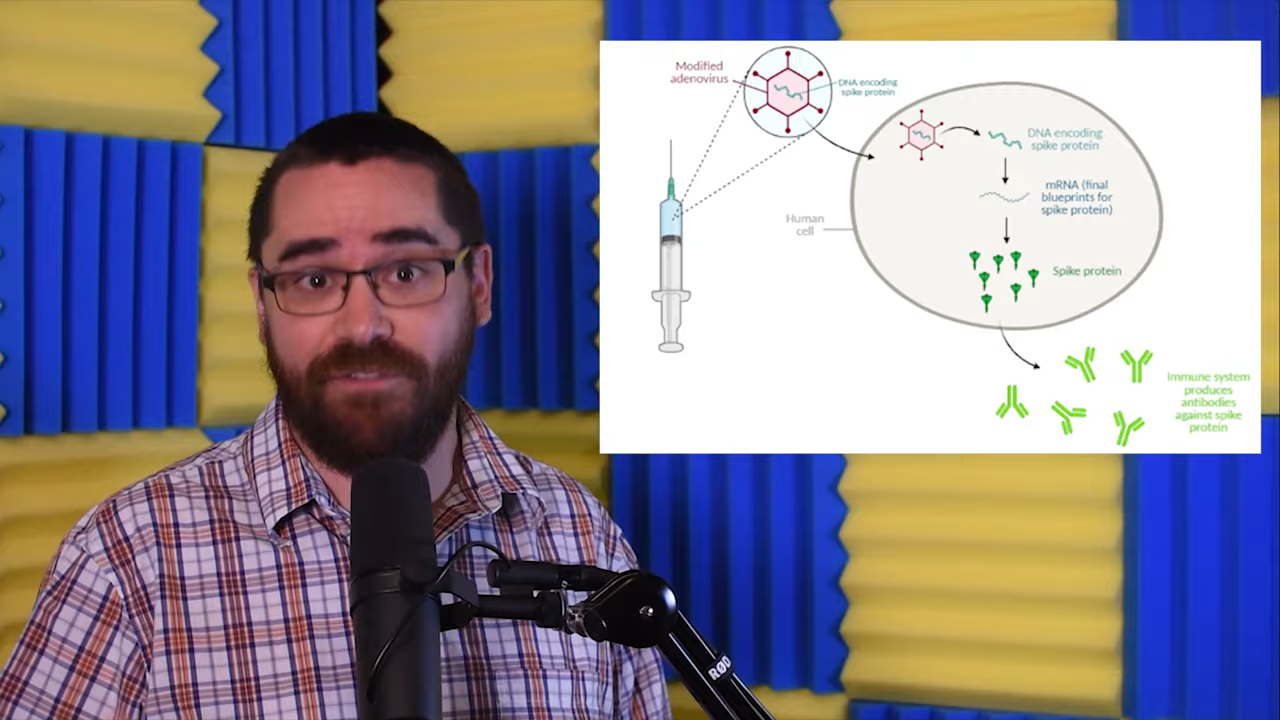 Modified
adenovirus
DNA encoding
spike protein
DNA encoding
spike protein
mRNA (final
blueprints for
spike protein)
Human
cell
Spike protein
Immune system
produces
antibodies
against spike
protein
RØD